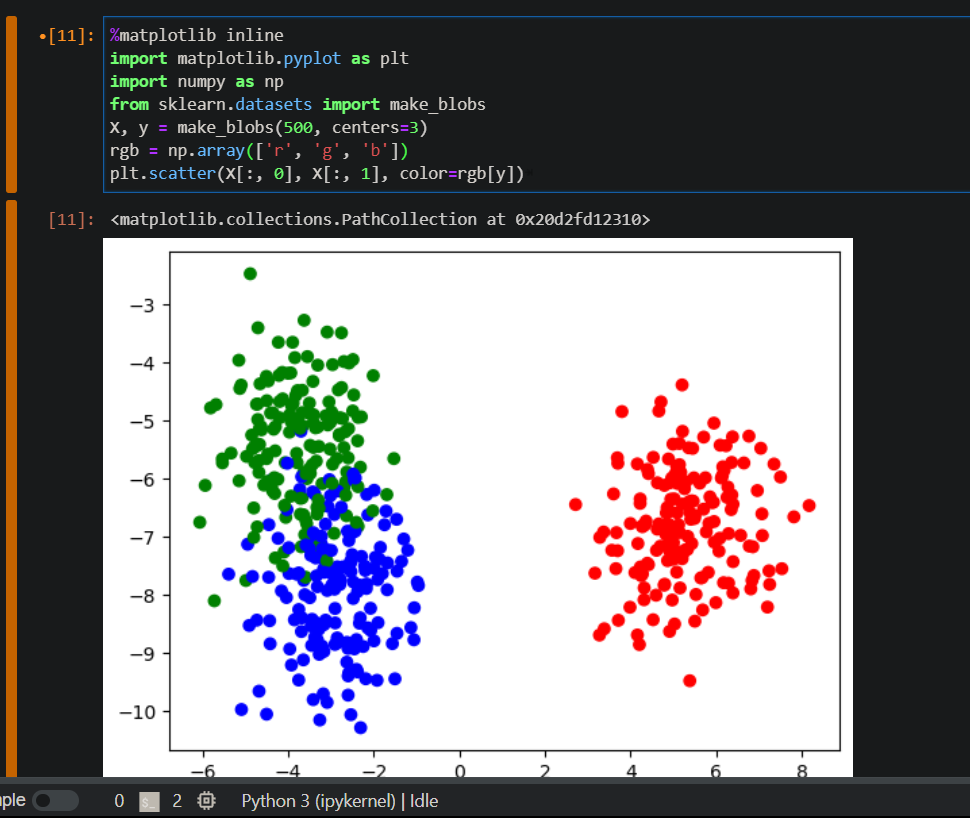 •[11]: %matplotlib inline
import matplotlib.pyplot as plt
import numpy as np
from sklearn.datasets import make_blobs
X, y = make_blobs(500, centers=3)
rgb = np.array(['r', 'g', 'b'])
plt.scatter(X[:, 0], X[:, 1], color=rgb[y])
[11]: <matplotlib.collections.PathCollection at 0x20d2fd12310>
−3
−4
−5
−6
−7
−8
−9
−10
−6 −4 −2 0 2 4 6 8
ple 0 s_ 2 Python 3 (ipykernel) | Idle